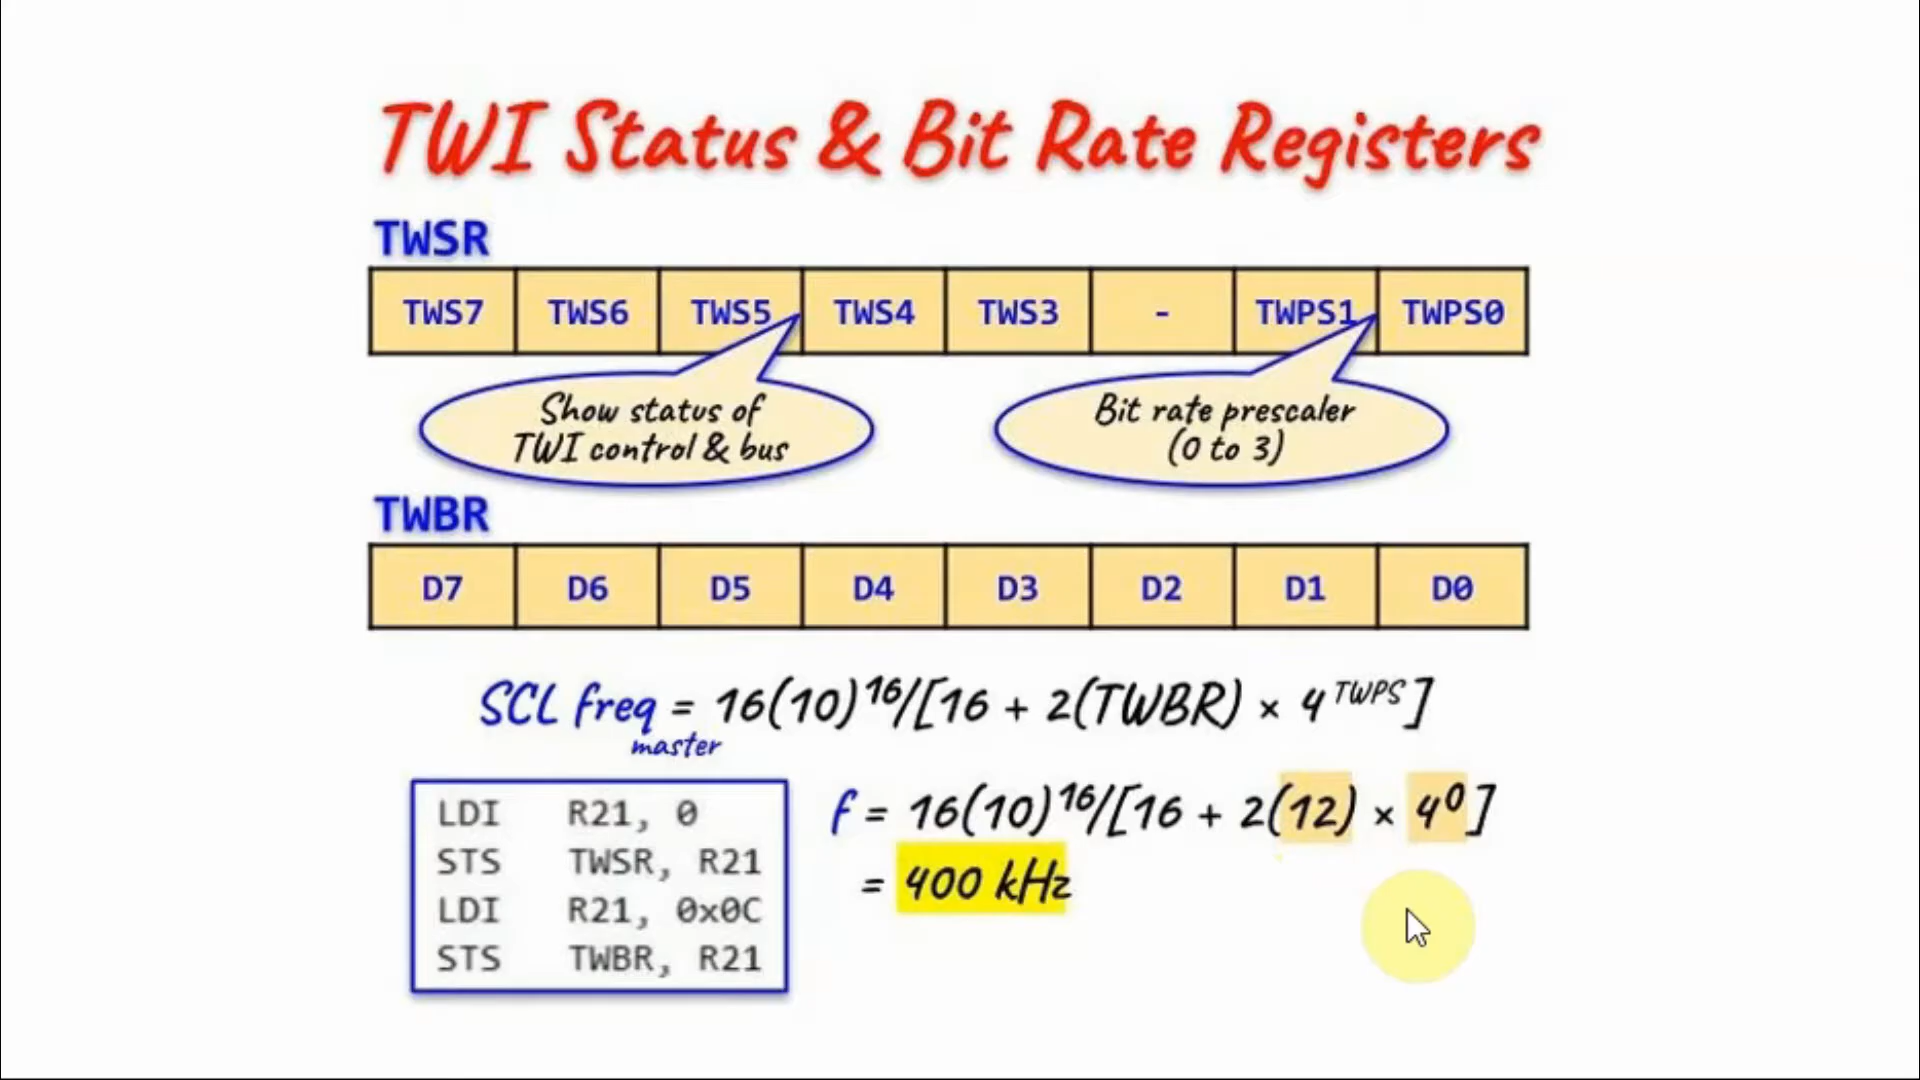 TWI Status & Bit Rate Registers
TWSR
TWS7 TWS6 TWS5 TWS4 TWS3 - TWPS1 TWPS0
Show status of
TWI control & bus
Bit rate prescaler
(0 to 3)
TWBR
D7 D6 D5 D4 D3 D2 D1 D0
SCL freq = 16(10)¹⁶/[16 + 2(TWBR) × 4^TWPS]
master
LDI R21, 0
STS TWSR, R21
LDI R21, 0x0C
STS TWBR, R21
f = 16(10)¹⁶/[16 + 2(12) × 4⁰]
= 400 kHz